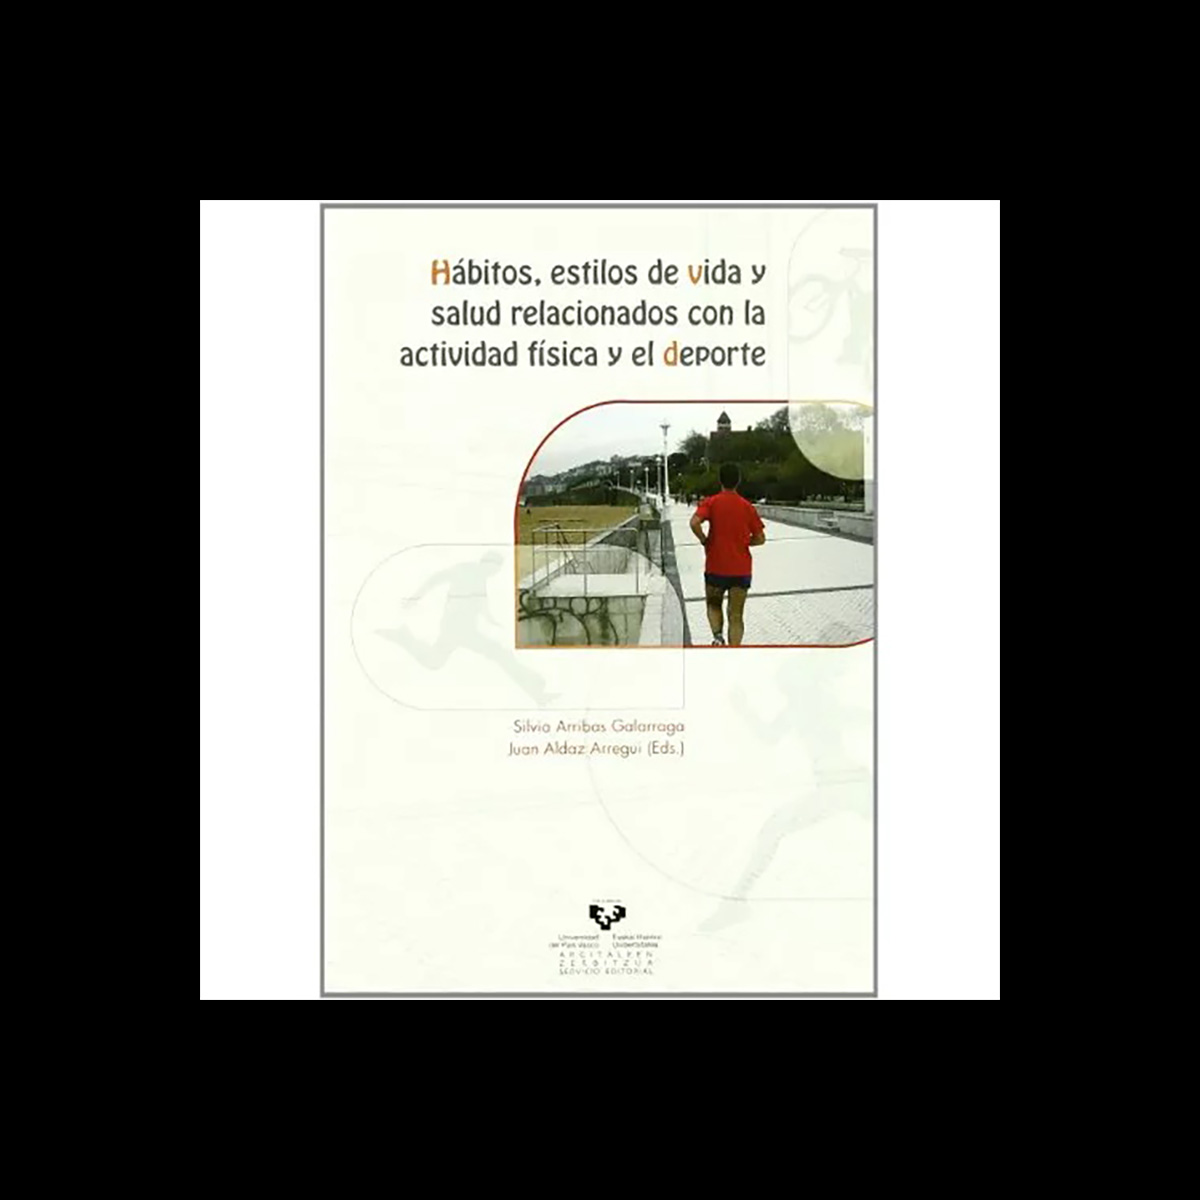 Hábitos, estilos de vida y
salud relacionados con la
actividad física y el deporte
Silvia Arribas Galarraga
Juan Aldaz Arregui (Eds.)
Universidad Euskal Herriko
del País Vasco Unibertsitatea
ARGITALPEN
ZERBITZUA
SERVICIO EDITORIAL